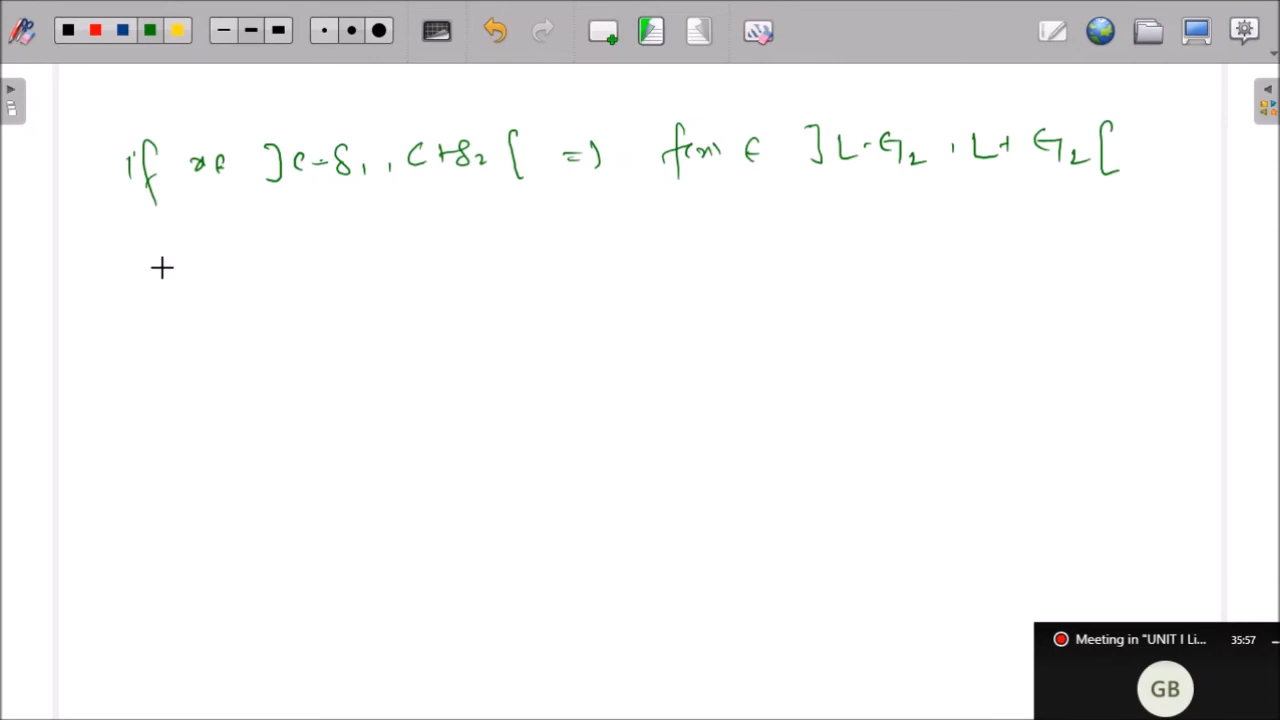 if x ∈ ]c-δ₁, c+δ₂[ ⇒ f(x) ∈ ]L-ϵ₂, L+ϵ₂[
Meeting in "UNIT I Li... 35:57
GB